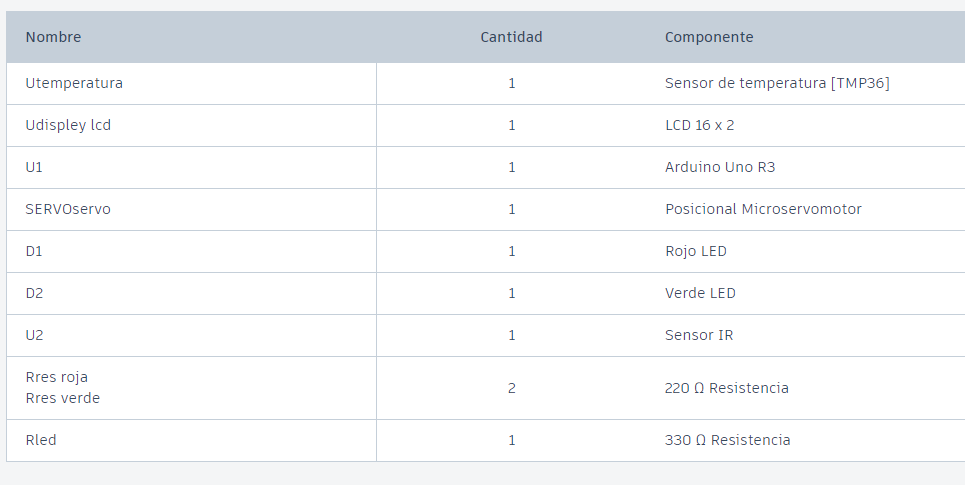 Nombre Cantidad Componente
Utemperatura 1 Sensor de temperatura [TMP36]
Udispley lcd 1 LCD 16 x 2
U1 1 Arduino Uno R3
SERVOservo 1 Posicional Microservomotor
D1 1 Rojo LED
D2 1 Verde LED
U2 1 Sensor IR
Rres roja
Rres verde 2 220 Ω Resistencia
Rled 1 330 Ω Resistencia